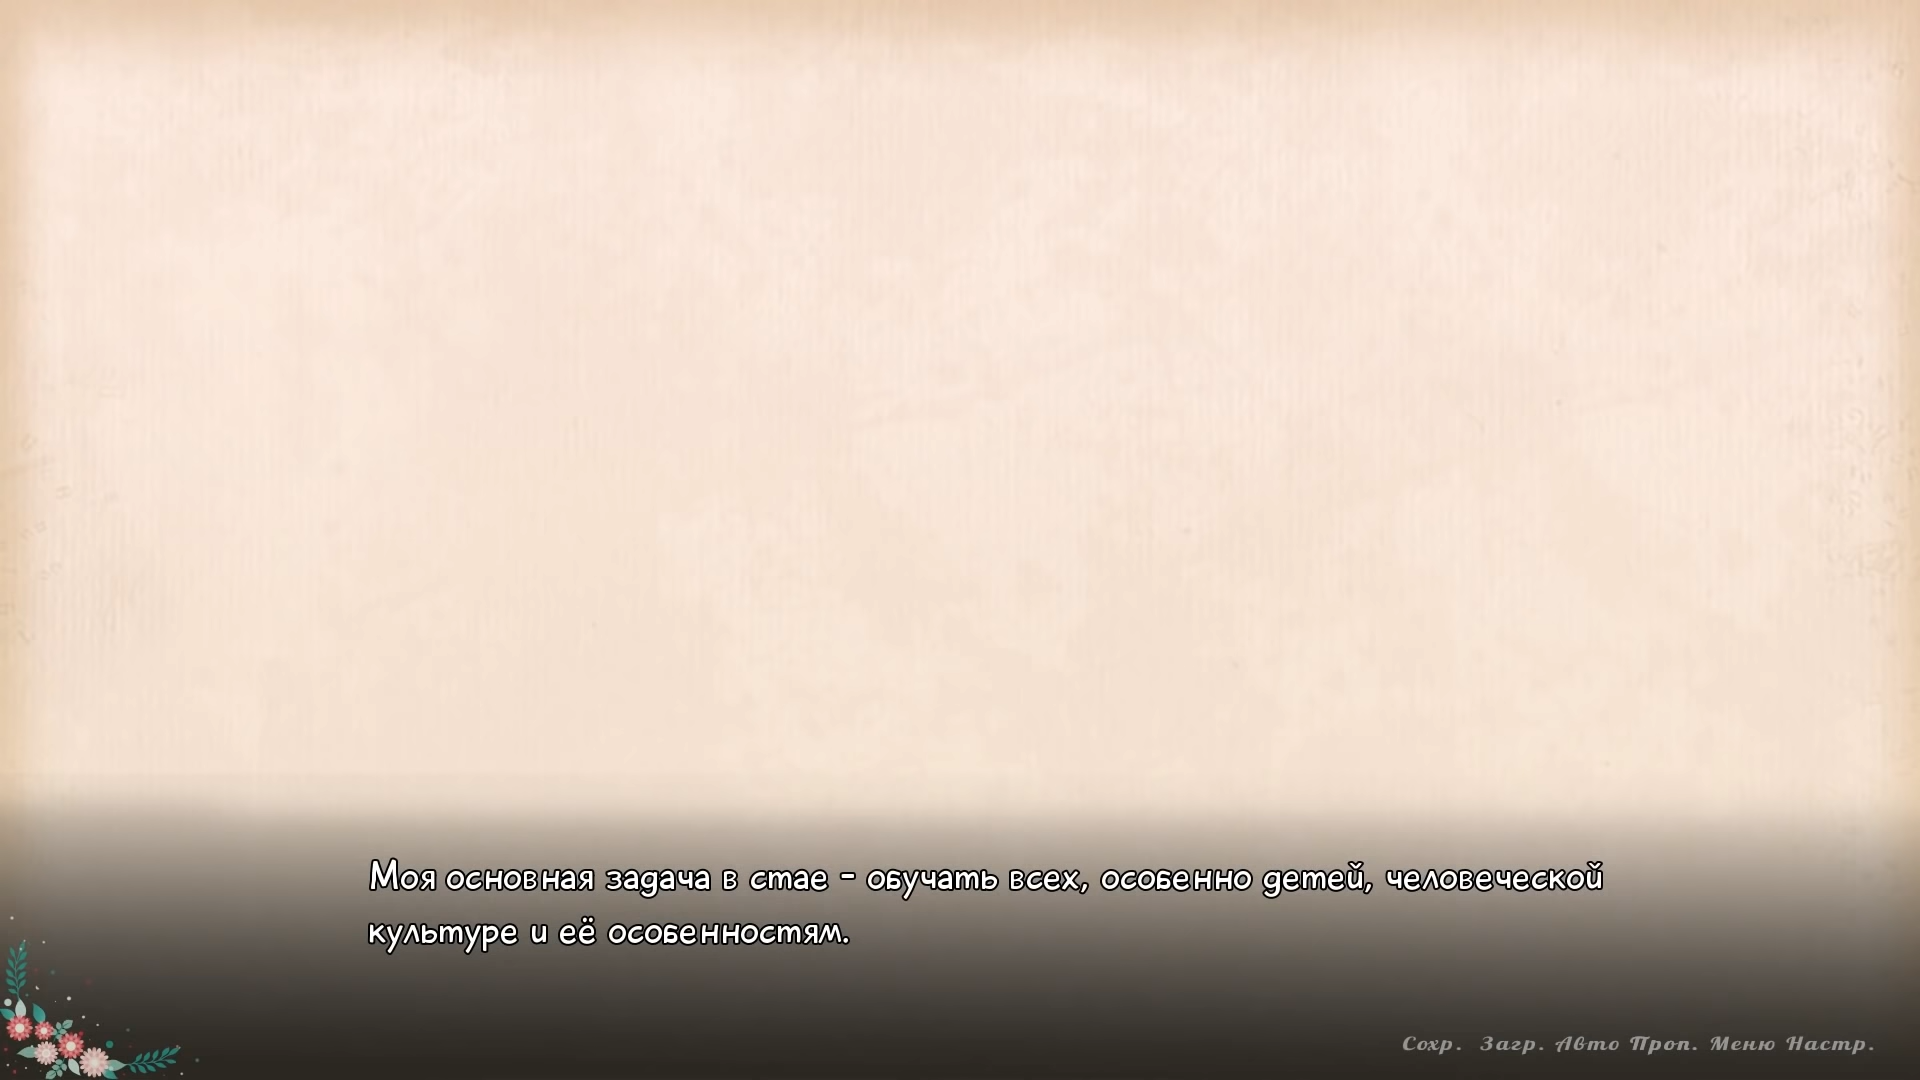 Моя основная задача в стае - обучать всех, особенно детей, человеческой
культуре и её особенностям.
Сохр. Загр. Авто Проп. Меню Настр.